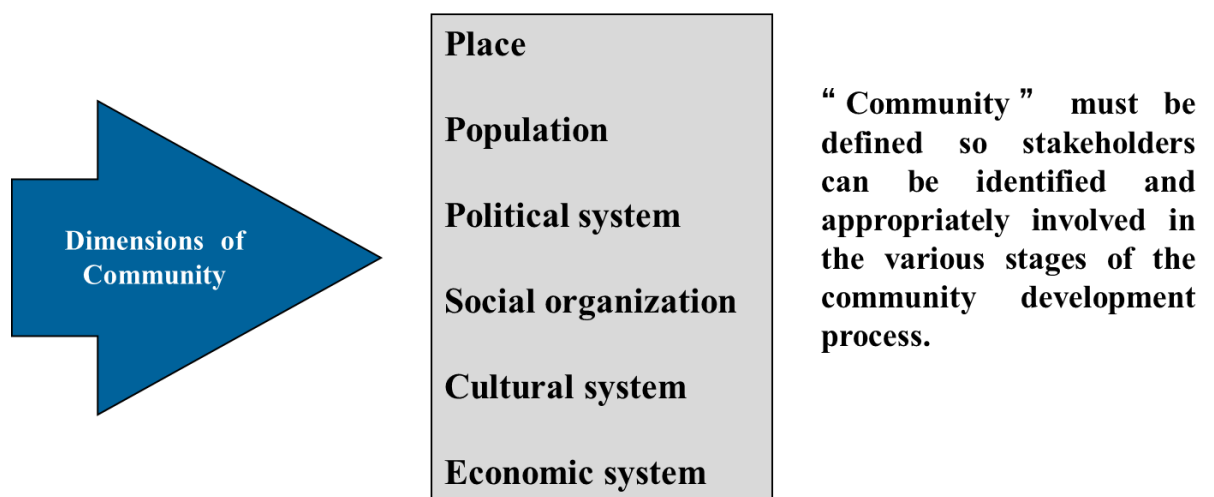 Dimensions of
Community
Place
Population
Political system
Social organization
Cultural system
Economic system
“ Community ” must be
defined so stakeholders
can be identified and
appropriately involved in
the various stages of the
community development
process.